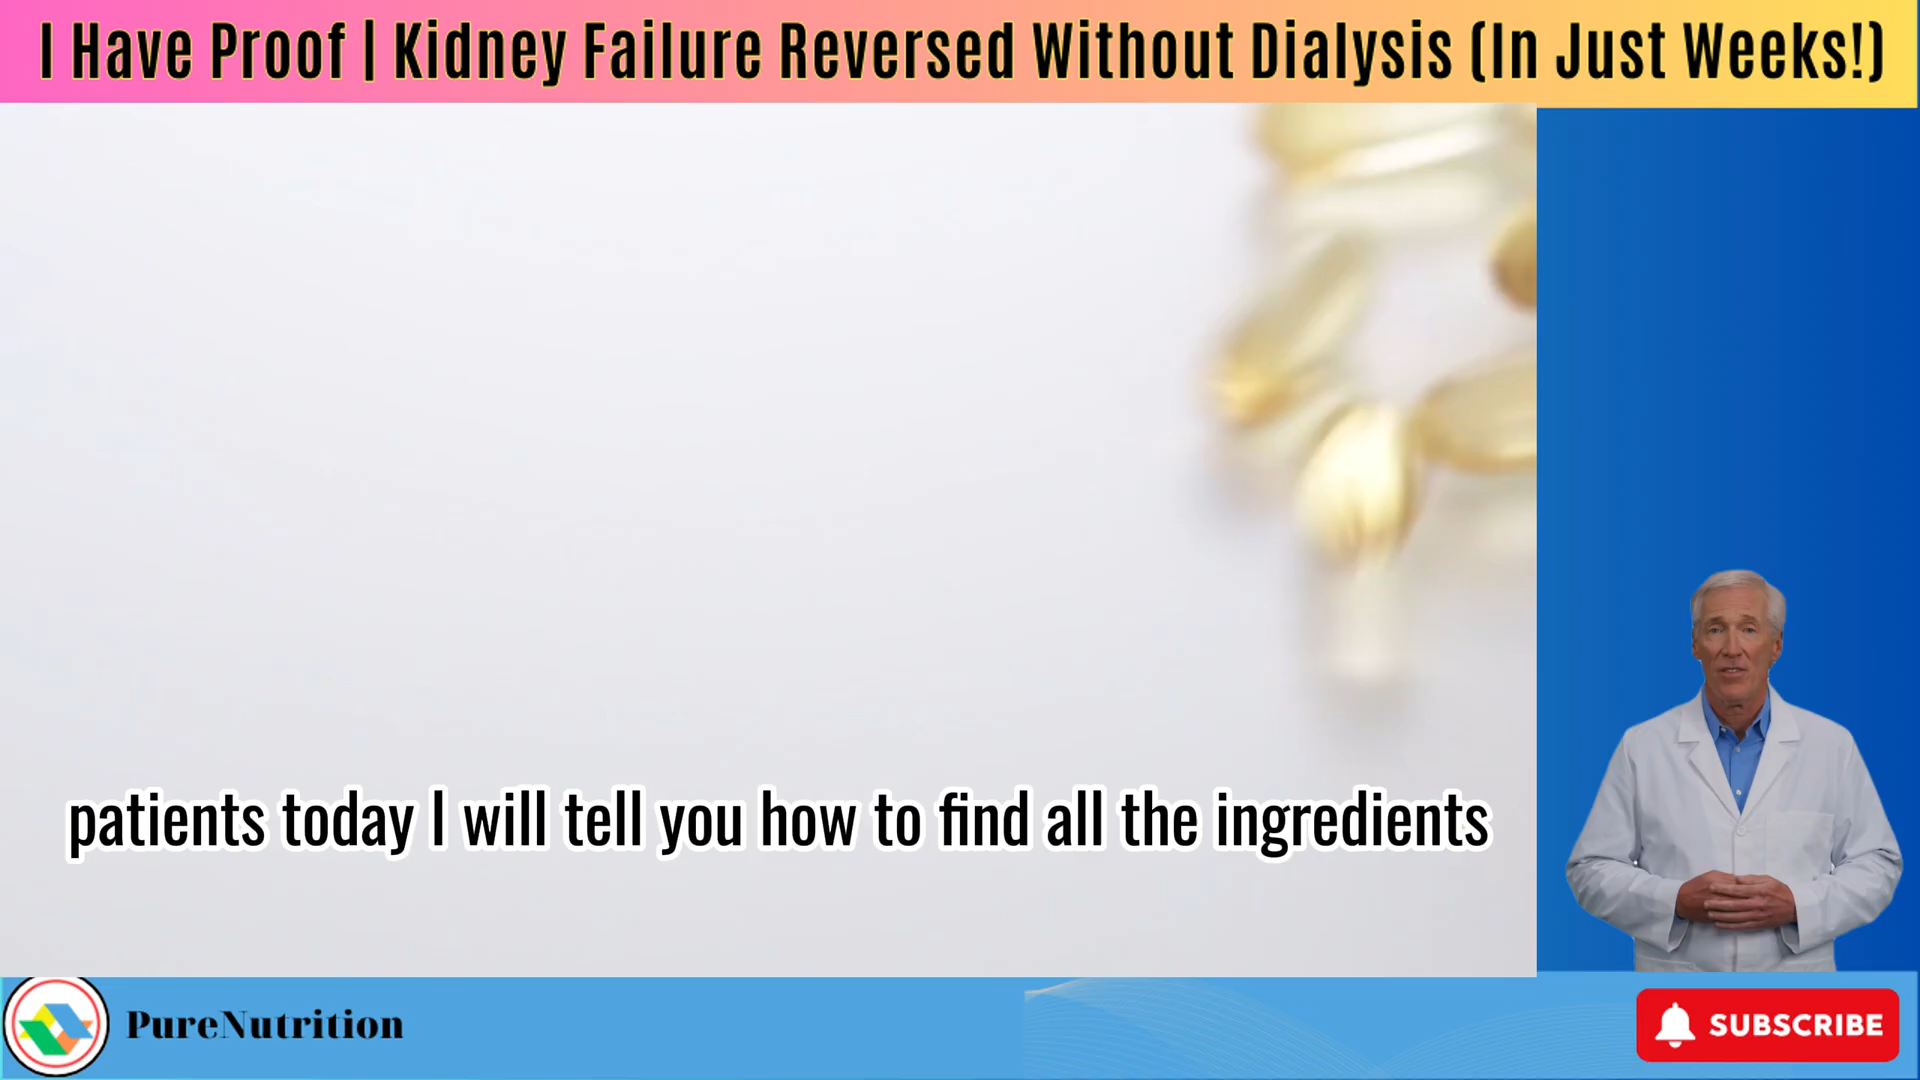 I Have Proof | Kidney Failure Reversed Without Dialysis (In Just Weeks!)
patients today I will tell you how to find all the ingredients
PureNutrition
SUBSCRIBE